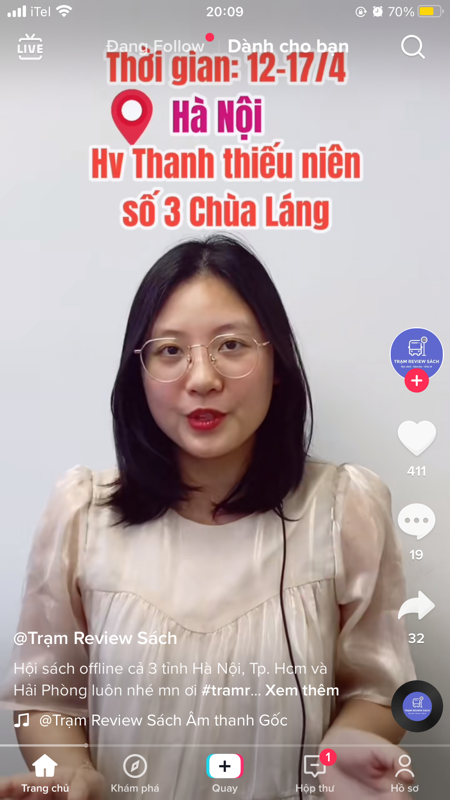 iTel
20:09
70%
LIVE
Đang Follow
Dành cho bạn
Thời gian: 12-17/4
Hà Nội
Hv Thanh thiếu niên
số 3 Chùa Láng
TRẠM REVIEW SÁCH
411
19
32
@Trạm Review Sách
Hội sách offline cả 3 tỉnh Hà Nội, Tp. Hcm và
Hải Phòng luôn nhé mn ơi #tramr... Xem thêm
@Trạm Review Sách Âm thanh Gốc
Trang chủ
Khám phá
Quay
1
Hộp thư
Hồ sơ